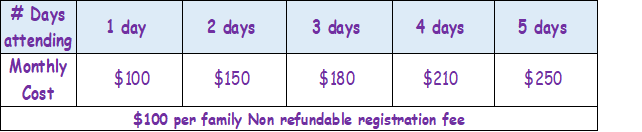 # Days attending 1 day 2 days 3 days 4 days 5 days
Monthly Cost $100 $150 $180 $210 $250
$100 per family Non refundable registration fee